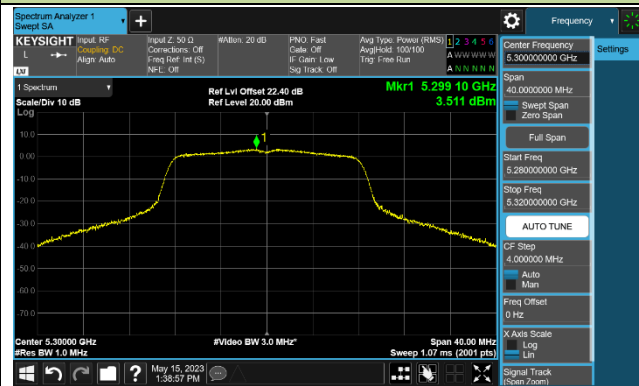 Spectrum Analyzer 1
Swept SA
Frequency
KEYSIGHT
Input: RF
Coupling: DC
Align: Auto
Input Z: 50 Ω
Corrections: Off
Freq Ref: Int (S)
NFE: Off
#Atten: 20 dB
PNO: Fast
Gate: Off
IF Gain: Low
Sig Track: Off
Avg Type: Power (RMS)
Avg|Hold: 100/100
Trig: Free Run
1 2 3 4 5 6
A W W W W W
A N N N N N
L
LXI
1 Spectrum
Scale/Div 10 dB
Log
Ref Lvl Offset 22.40 dB
Ref Level 20.00 dBm
Mkr1 5.299 10 GHz
3.511 dBm
1
10.0
0.00
-10.0
-20.0
-30.0
-40.0
-50.0
-60.0
-70.0
Center 5.30000 GHz
#Res BW 1.0 MHz
#Video BW 3.0 MHz*
Span 40.00 MHz
Sweep 1.07 ms (2001 pts)
Center Frequency
5.300000000 GHz
Settings
Span
40.0000000 MHz
Swept Span
Zero Span
Full Span
Start Freq
5.280000000 GHz
Stop Freq
5.320000000 GHz
AUTO TUNE
CF Step
4.000000 MHz
Auto
Man
Freq Offset
0 Hz
X Axis Scale
Log
Lin
Signal Track
(Span Zoom)
May 15, 2023
1:38:57 PM